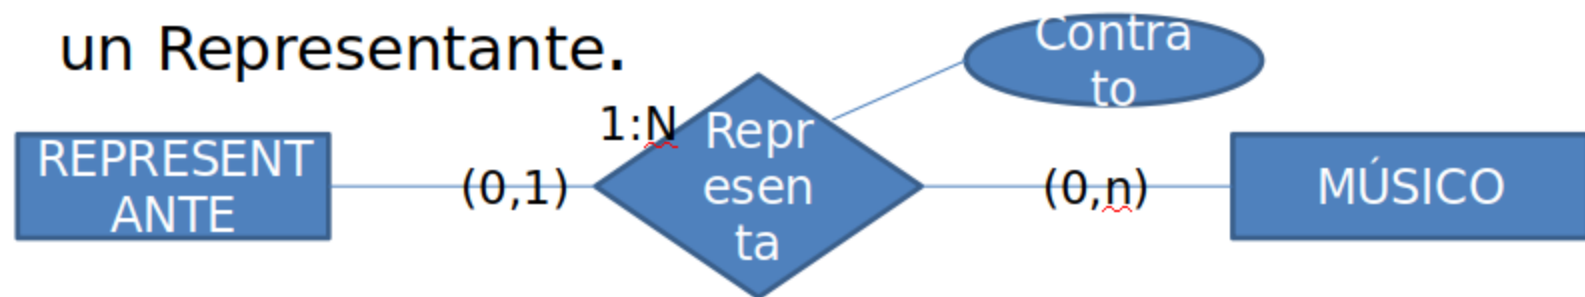 un Representante.
Contra
to
1:N
Repr
esen
ta
REPRESENT
ANTE
(0,1)
(0,n)
MÚSICO